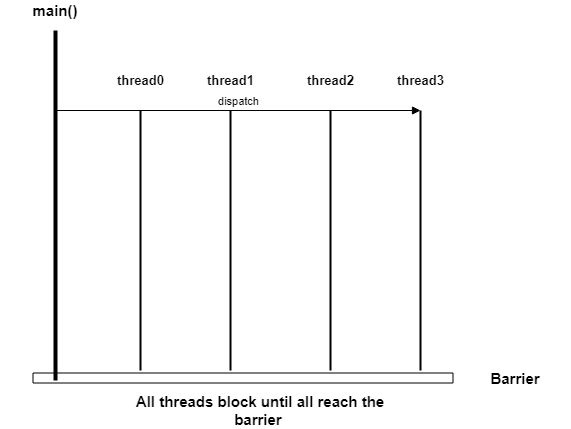 main()
thread0 thread1 thread2 thread3
dispatch
Barrier
All threads block until all reach the
barrier